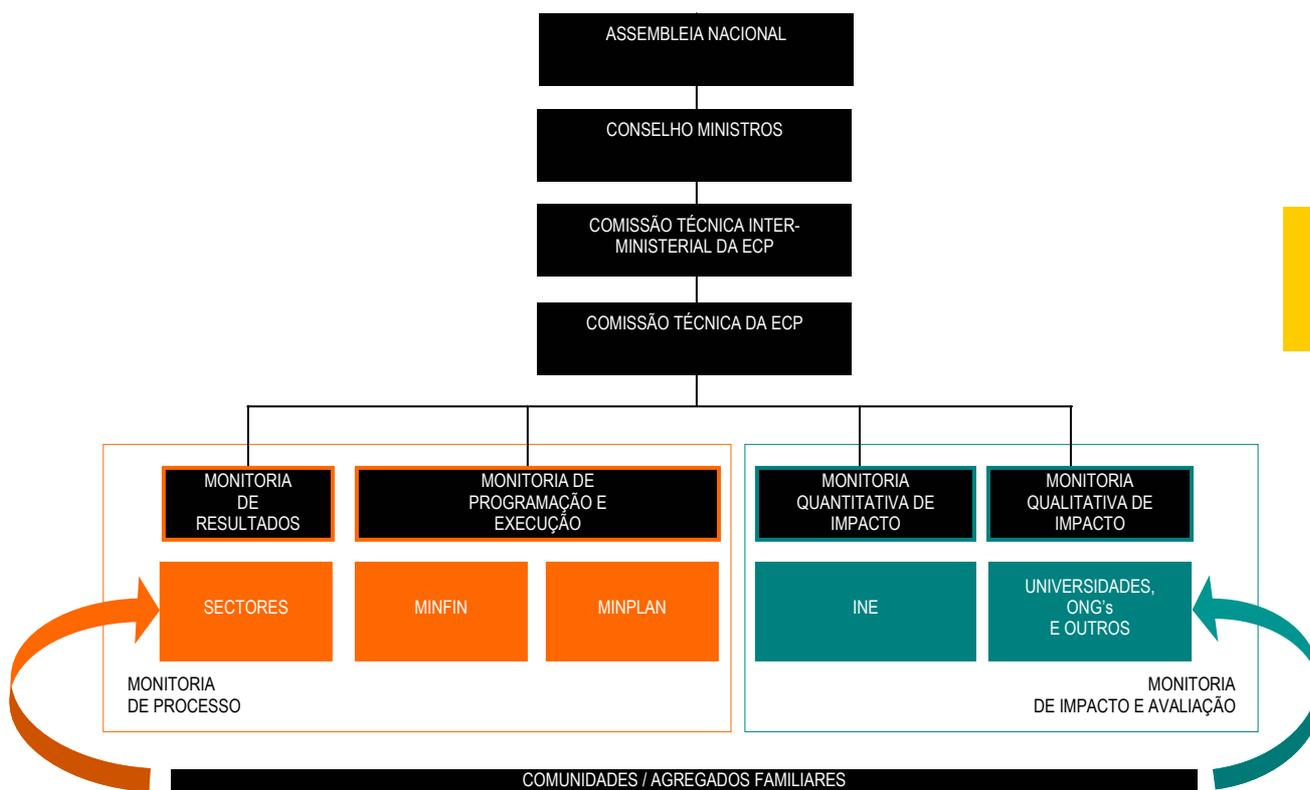 ASSEMBLEIA NACIONAL
CONSELHO MINISTROS
COMISSÃO TÉCNICA INTER-
MINISTERIAL DA ECP
COMISSÃO TÉCNICA DA ECP
MONITORIA
DE
RESULTADOS
MONITORIA DE
PROGRAMAÇÃO E
EXECUÇÃO
MONITORIA
QUANTITATIVA DE
IMPACTO
MONITORIA
QUALITATIVA DE
IMPACTO
SECTORES
MINFIN
MINPLAN
INE
UNIVERSIDADES,
ONG's
E OUTROS
MONITORIA
DE PROCESSO
MONITORIA
DE IMPACTO E AVALIAÇÃO
COMUNIDADES / AGREGADOS FAMILIARES